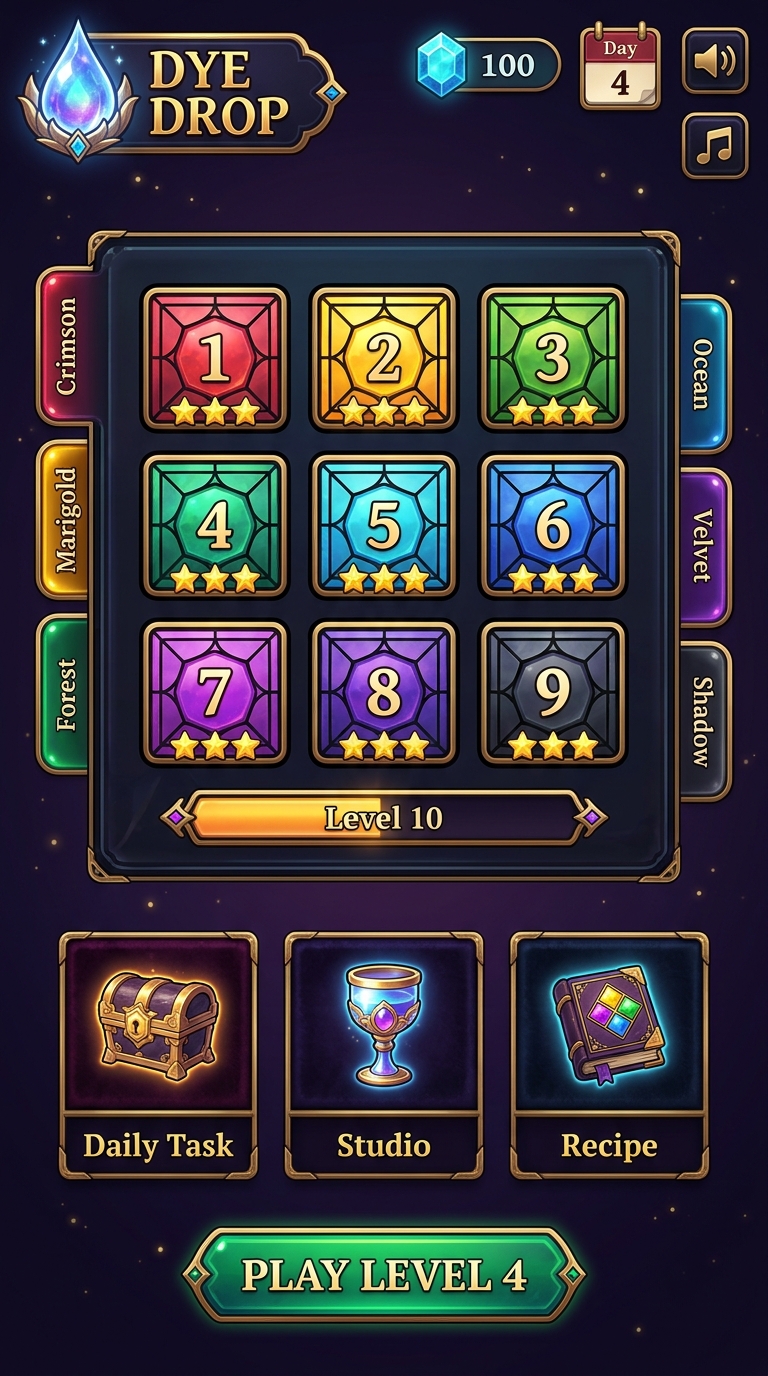 DYE
DROP
100
Day
4
Crimson
Marigold
Forest
1
2
3
4
5
6
7
8
9
Ocean
Velvet
Shadow
Level 10
Daily Task
Studio
Recipe
PLAY LEVEL 4